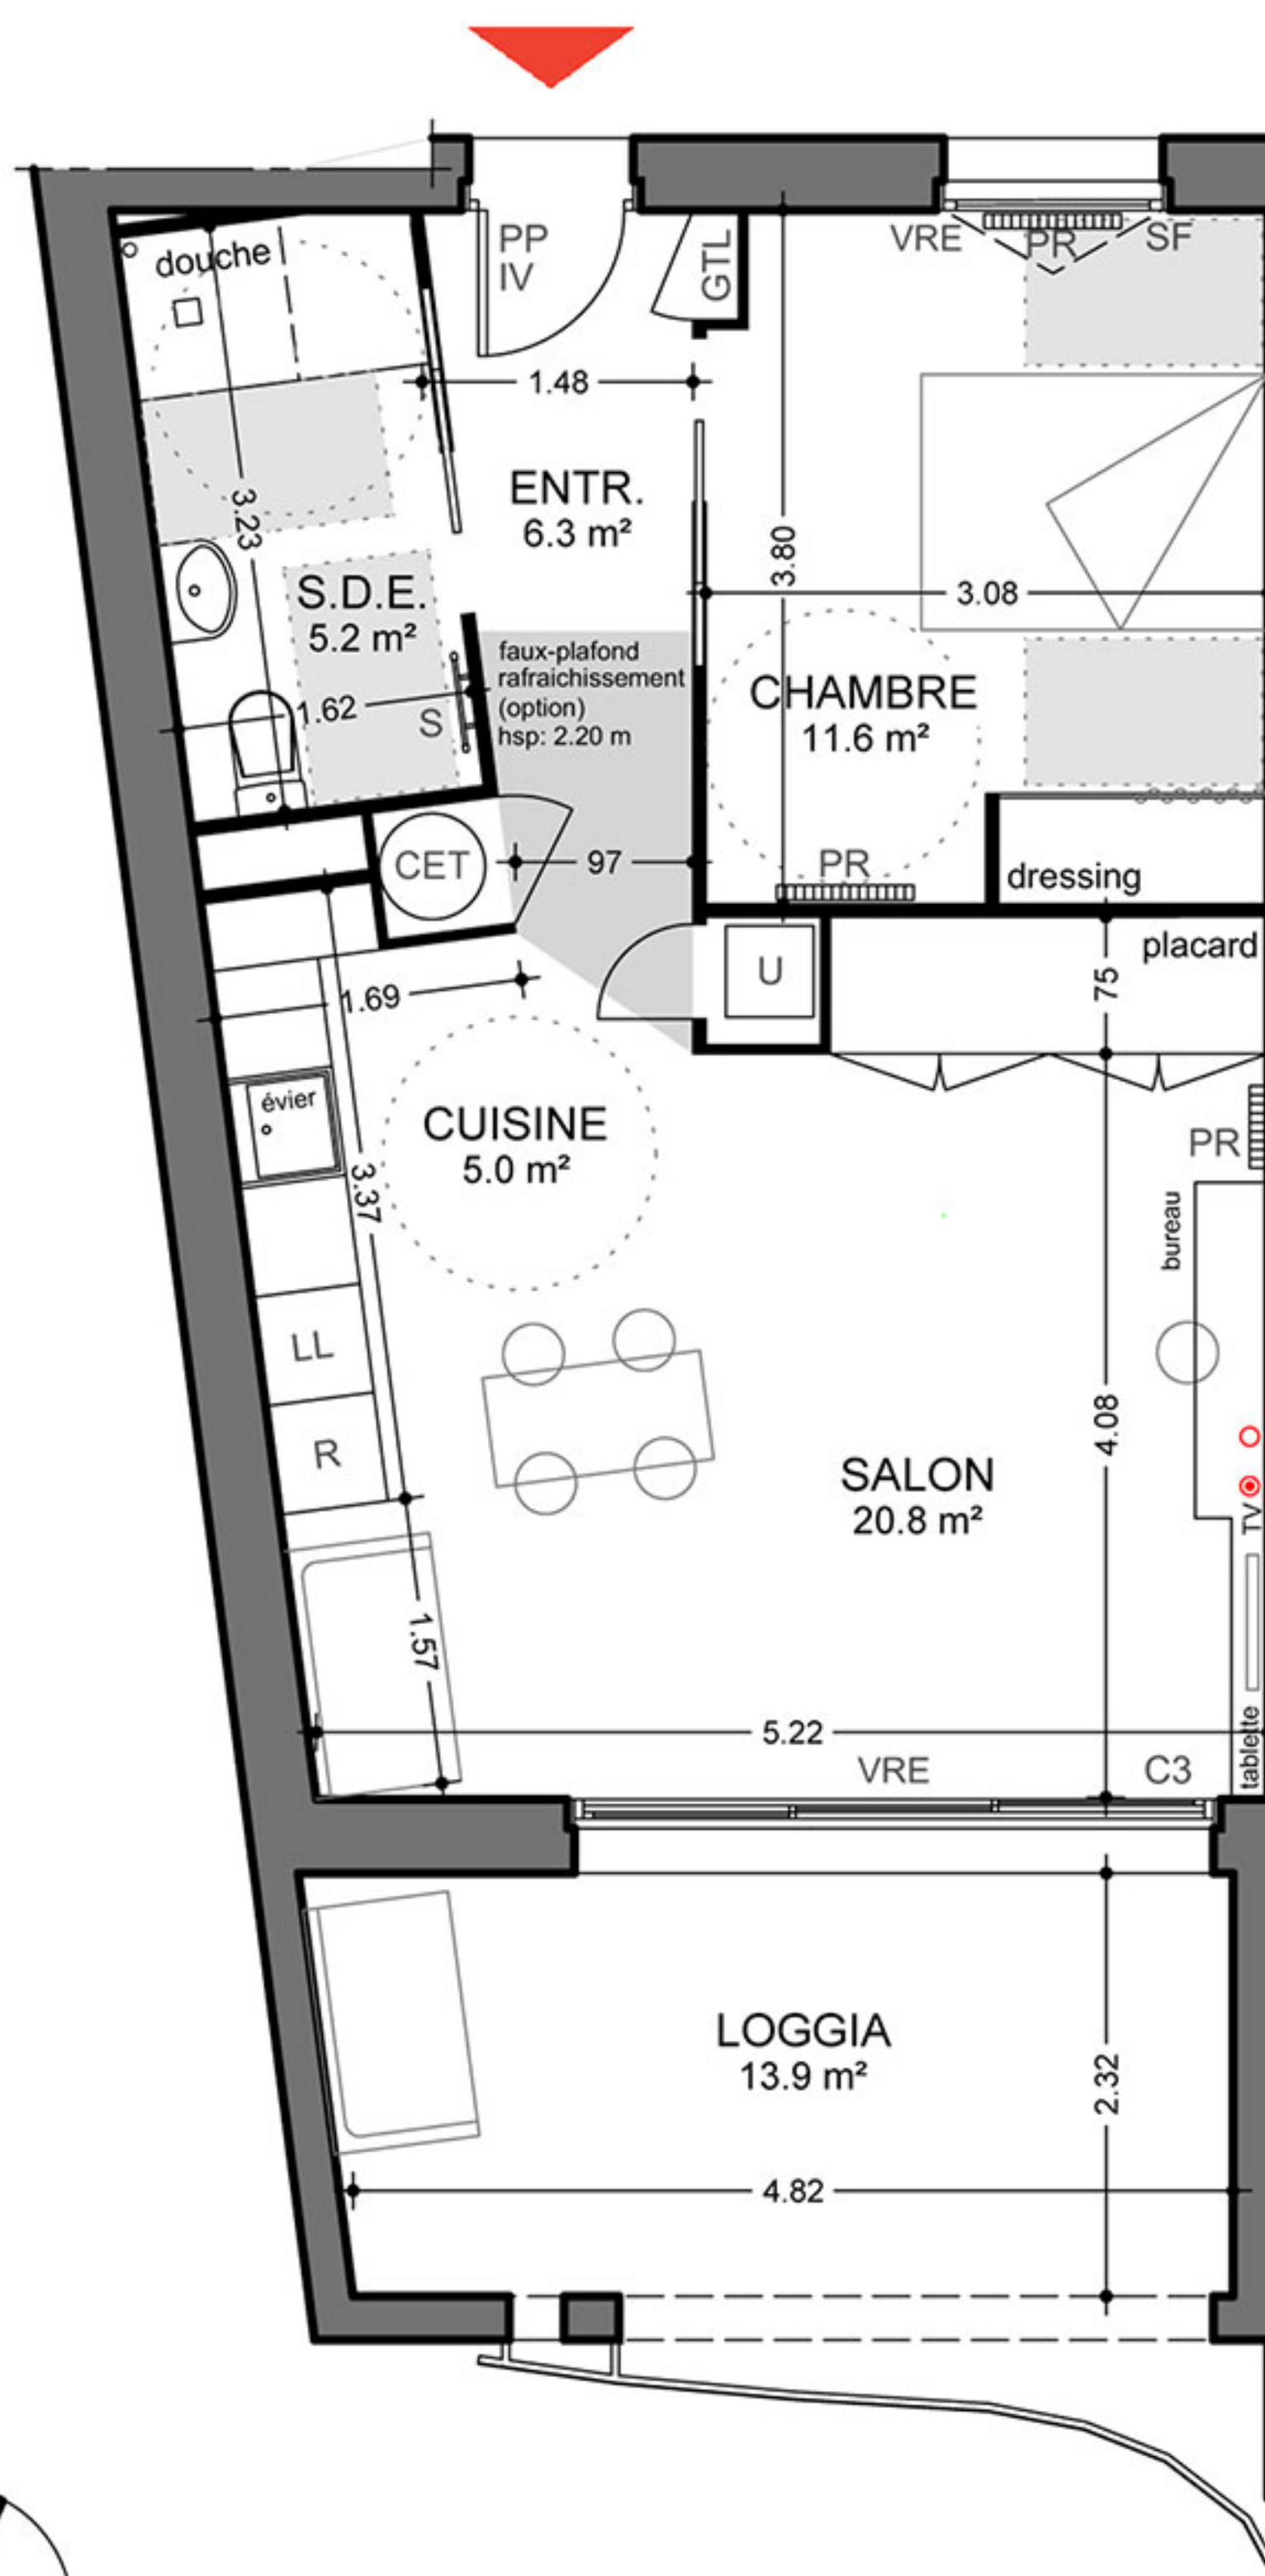 douche
PP
IV
GTL
VRE
PR
SF
1.48
ENTR.
6.3 m²
3.23
3.80
3.08
S.D.E.
5.2 m²
1.62
S
faux-plafond
rafraichissement
(option)
hsp: 2.20 m
CHAMBRE
11.6 m²
CET
97
PR
dressing
U
placard
75
1.69
évier
CUISINE
5.0 m²
3.37
PR
bureau
LL
R
4.08
SALON
20.8 m²
TV
1.57
5.22
VRE
C3
tablette
LOGGIA
13.9 m²
2.32
4.82